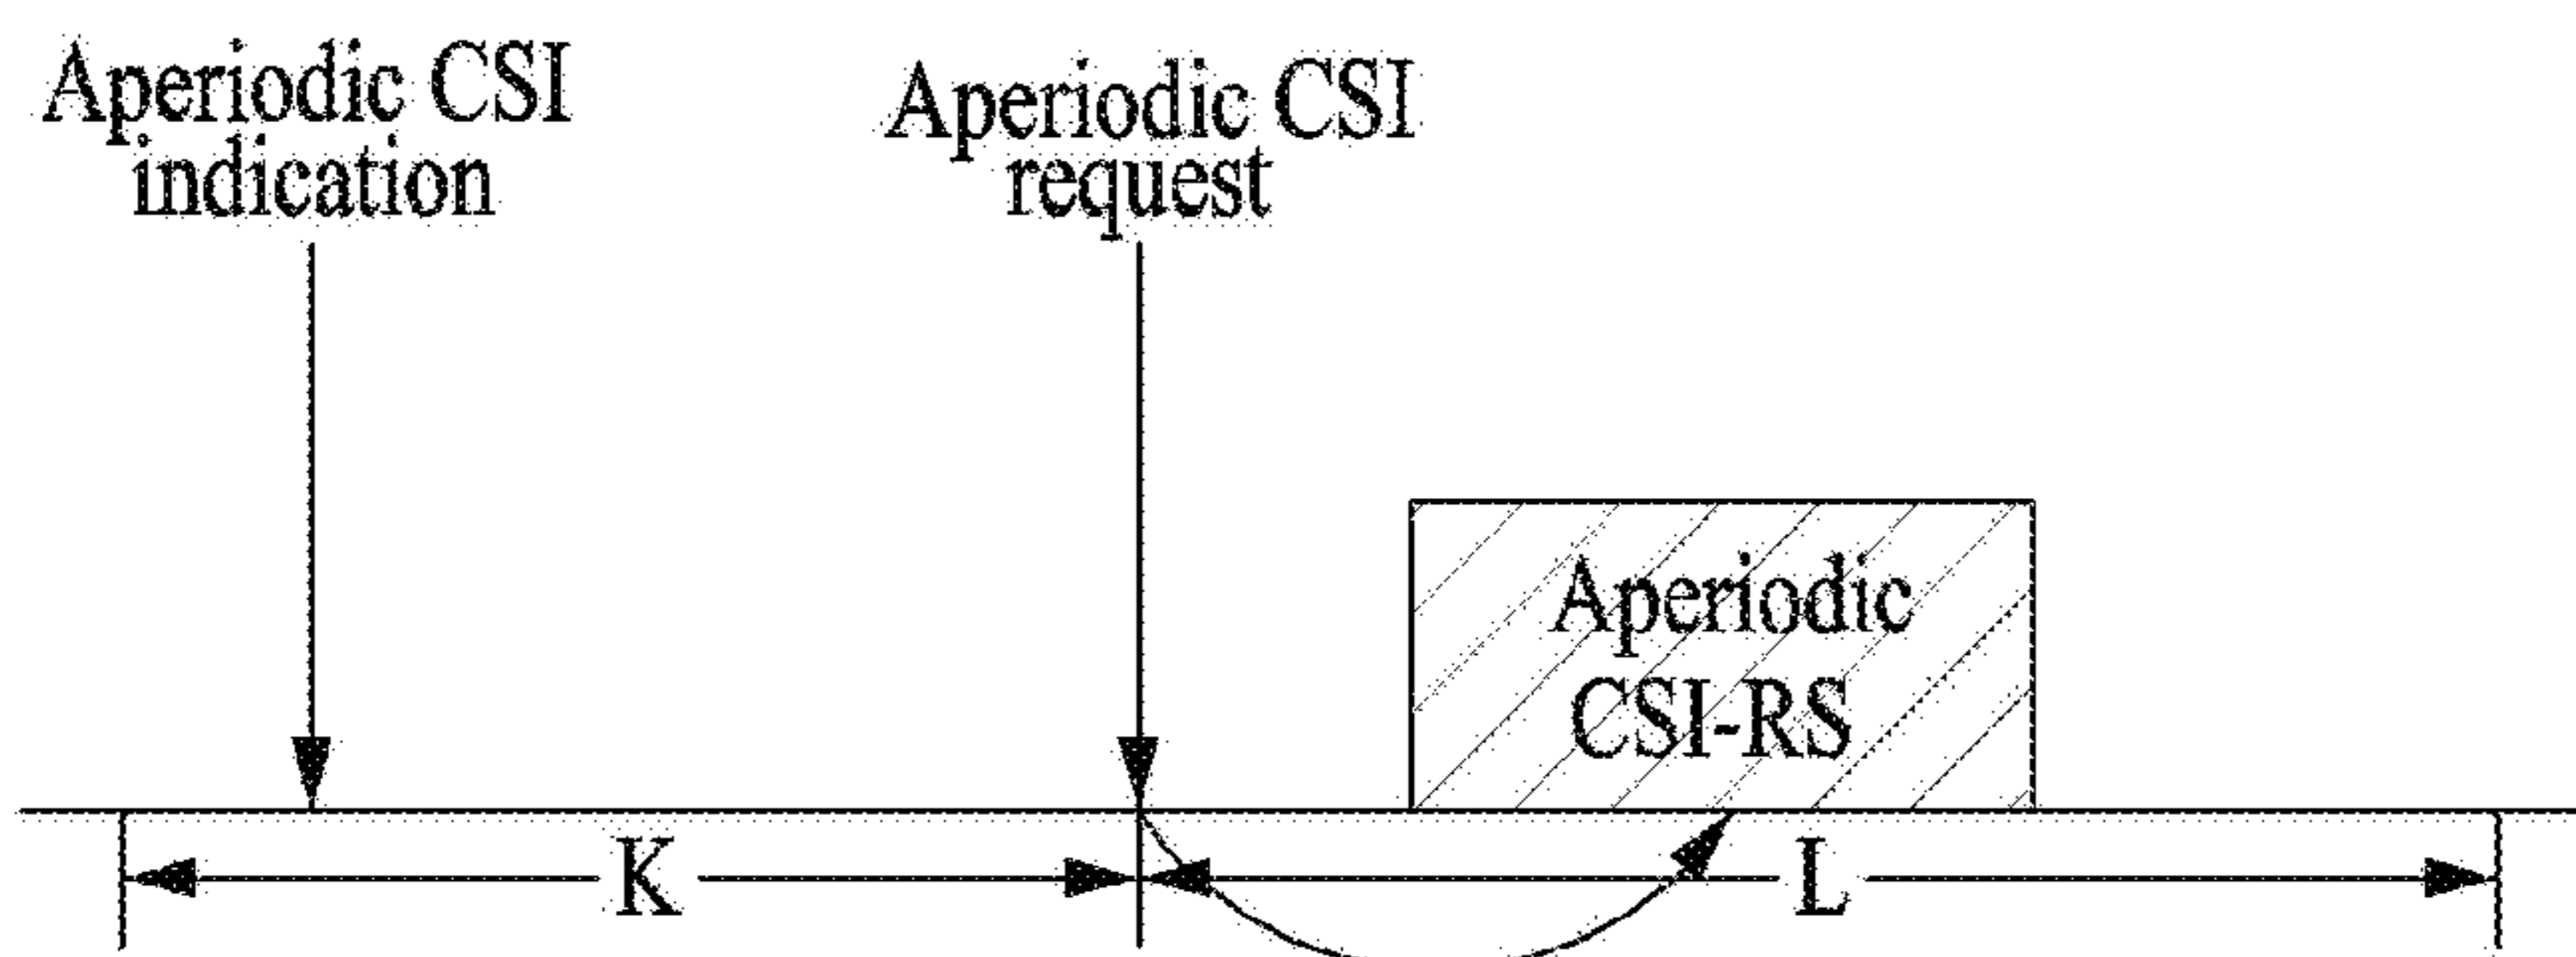 Aperiodic CSI
indication
Aperiodic CSI
request
Aperiodic
CSI-RS
K
L